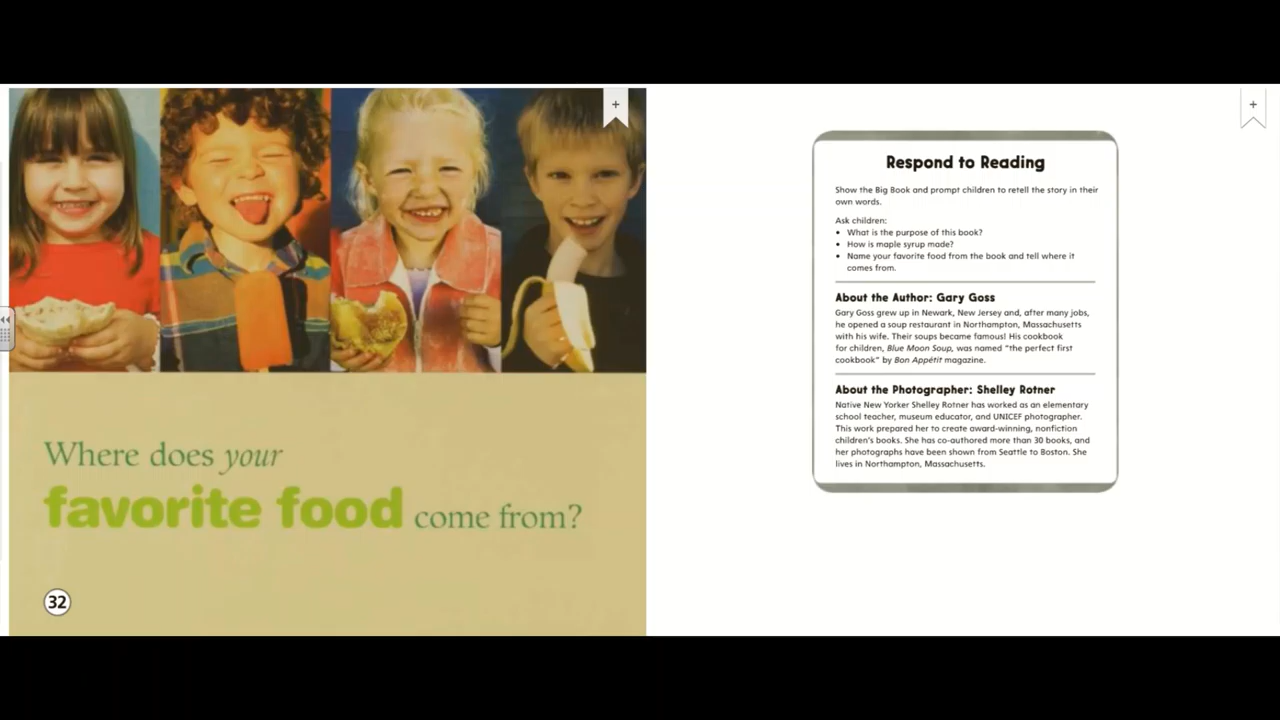 Where does your
favorite food come from?
32
Respond to Reading
Show the Big Book and prompt children to retell the story in their
own words.
Ask children:
• What is the purpose of this book?
• How is maple syrup made?
• Name your favorite food from the book and tell where it
comes from.
About the Author: Gary Goss
Gary Goss grew up in Newark, New Jersey and, after many jobs,
he opened a soup restaurant in Northampton, Massachusetts
with his wife. Their soups became famous! His cookbook
for children, Blue Moon Soup, was named “the perfect first
cookbook” by Bon Appétit magazine.
About the Photographer: Shelley Rotner
Native New Yorker Shelley Rotner has worked as an elementary
school teacher, museum educator, and UNICEF photographer.
This work prepared her to create award-winning, nonfiction
children’s books. She has co-authored more than 30 books, and
her photographs have been shown from Seattle to Boston. She
lives in Northampton, Massachusetts.